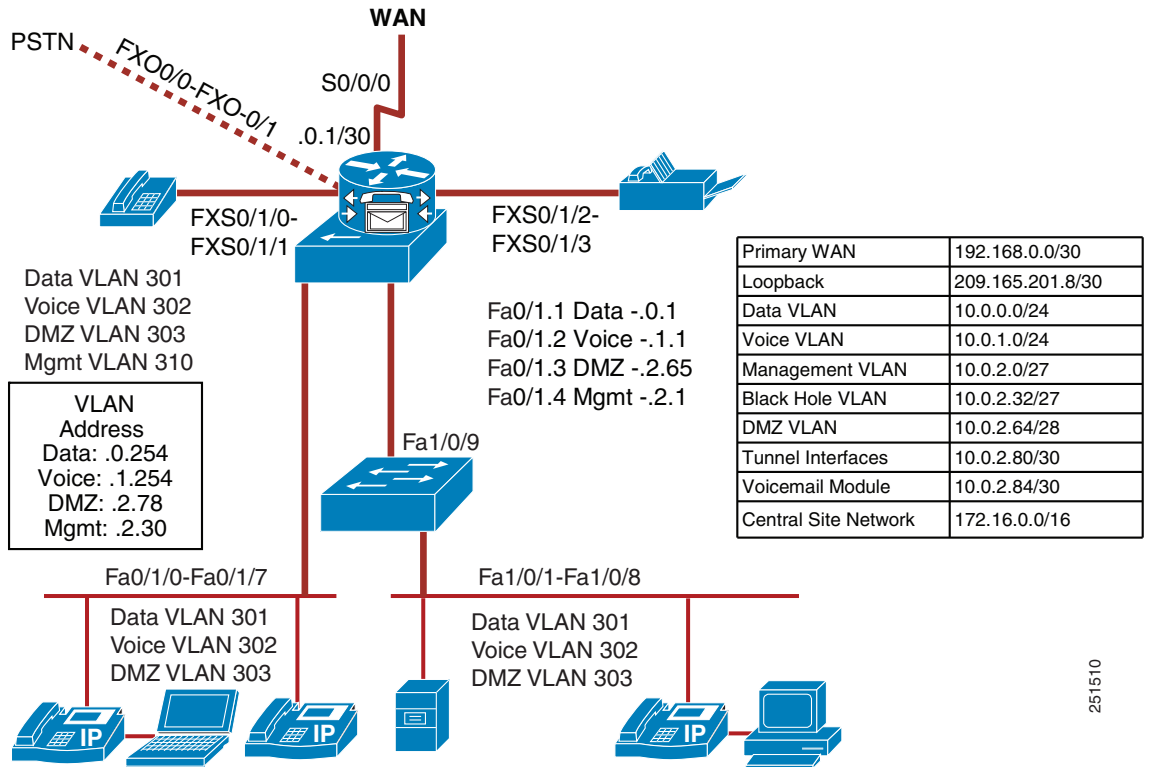 WAN
PSTN
FXO0/0-FXO-0/1
S0/0/0
.0.1/30
FXS0/1/0-
FXS0/1/1
FXS0/1/2-
FXS0/1/3
Data VLAN 301
Voice VLAN 302
DMZ VLAN 303
Mgmt VLAN 310
VLAN
Address
Data: .0.254
Voice: .1.254
DMZ: .2.78
Mgmt: .2.30
Fa0/1.1 Data -.0.1
Fa0/1.2 Voice -.1.1
Fa0/1.3 DMZ -.2.65
Fa0/1.4 Mgmt -.2.1
Primary WAN 192.168.0.0/30
Loopback 209.165.201.8/30
Data VLAN 10.0.0.0/24
Voice VLAN 10.0.1.0/24
Management VLAN 10.0.2.0/27
Black Hole VLAN 10.0.2.32/27
DMZ VLAN 10.0.2.64/28
Tunnel Interfaces 10.0.2.80/30
Voicemail Module 10.0.2.84/30
Central Site Network 172.16.0.0/16
Fa1/0/9
Fa0/1/0-Fa0/1/7
Data VLAN 301
Voice VLAN 302
DMZ VLAN 303
Fa1/0/1-Fa1/0/8
Data VLAN 301
Voice VLAN 302
DMZ VLAN 303
IP
IP
IP
251510